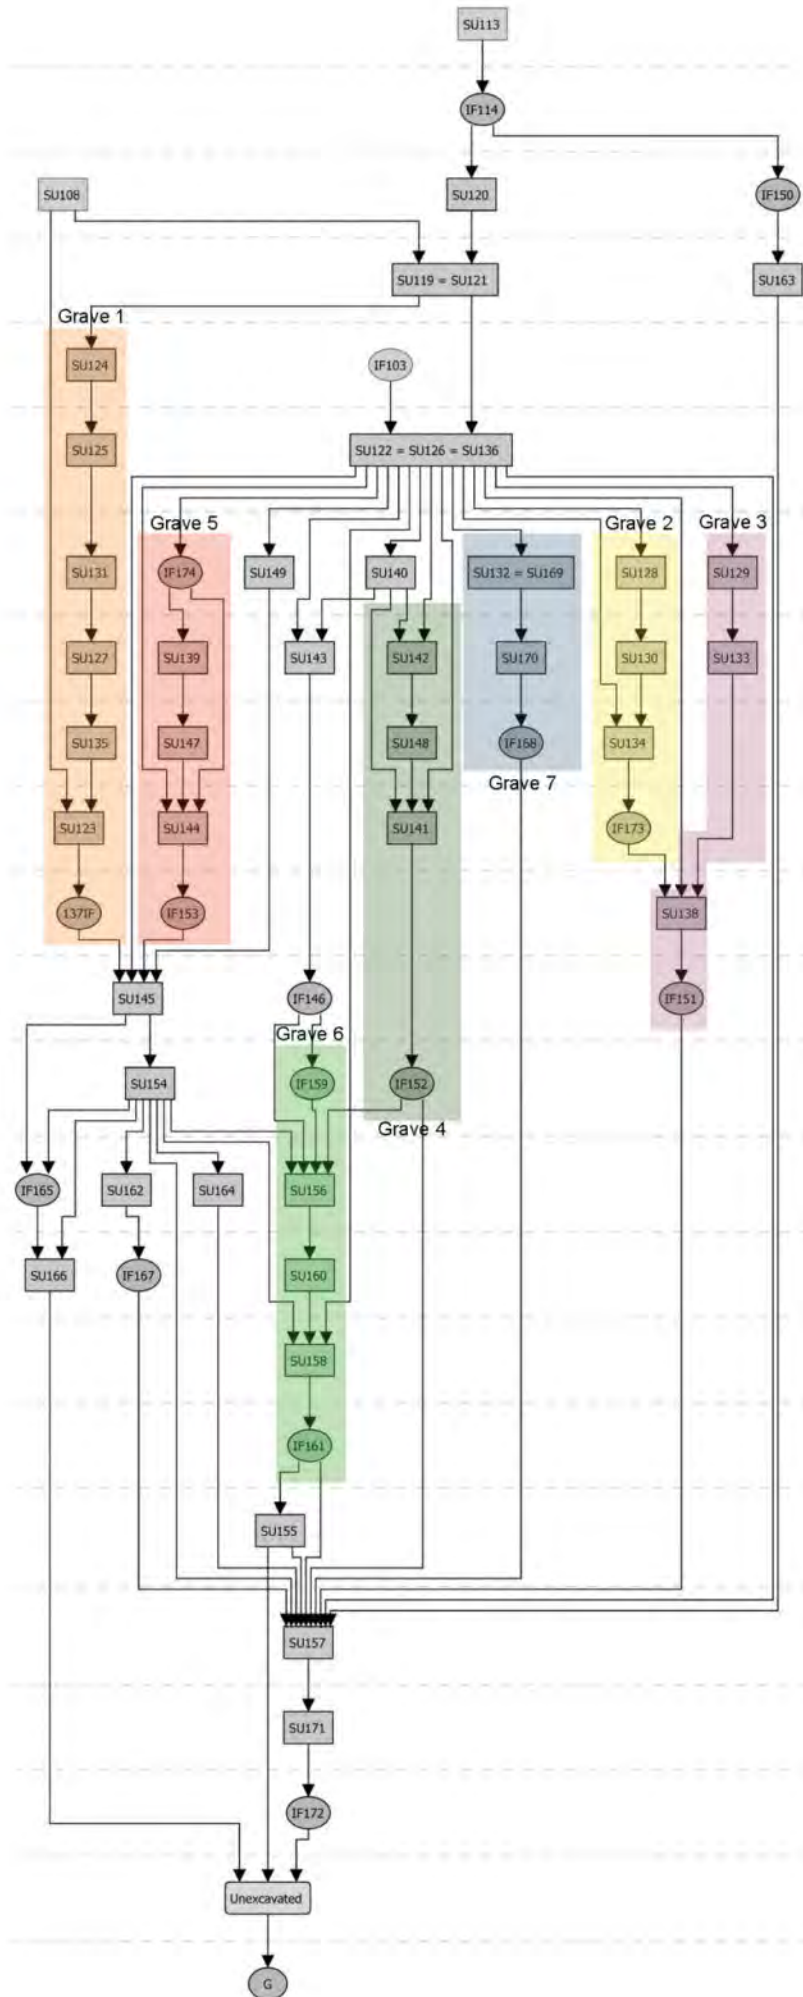 SU113
IF114
SU108
SU120
IF150
SU119 = SU121
SU163
Grave 1
SU124
IF103
SU125
SU122 = SU126 = SU136
Grave 5
Grave 2
Grave 3
SU131
IF174
SU149
SU140
SU132 = SU169
SU128
SU129
SU127
SU139
SU143
SU142
SU170
SU130
SU133
SU135
SU147
SU148
IF168
SU134
Grave 7
SU123
SU144
SU141
IF173
137IF
IF153
SU138
SU145
IF146
IF151
Grave 6
SU154
IF159
IF152
Grave 4
IF165
SU162
SU164
SU156
SU166
IF167
SU160
SU158
IF161
SU155
SU157
SU171
IF172
Unexcavated
G